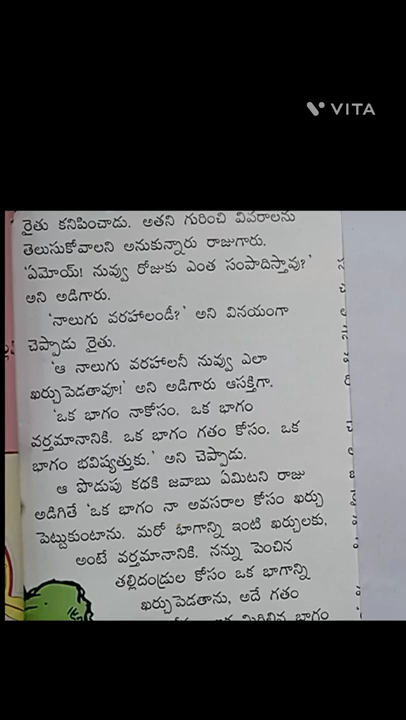 VITA
రైతు కనిపించాడు. అతని గురించి వివరాలను
తెలుసుకోవాలని అనుకున్నారు రాజుగారు.
'ఏమోయ్! నువ్వు రోజుకు ఎంత సంపాదిస్తావు?'
అని అడిగారు.
'నాలుగు వరహాలండీ?' అని వినయంగా
చెప్పాడు రైతు.
'ఆ నాలుగు వరహాలనీ నువ్వు ఎలా
ఖర్చుపెడతావూ!' అని అడిగారు ఆసక్తిగా.
'ఒక భాగం నాకోసం. ఒక భాగం
వర్తమానానికి. ఒక భాగం గతం కోసం. ఒక
భాగం భవిష్యత్తుకు.' అని చెప్పాడు.
ఆ పొడుపు కథకి జవాబు ఏమిటని రాజు
అడిగితే 'ఒక భాగం నా అవసరాల కోసం ఖర్చు
పెట్టుకుంటాను. మరో భాగాన్ని ఇంటి ఖర్చులకు,
అంటే వర్తమానానికి. నన్ను పెంచిన
తల్లిదండ్రుల కోసం ఒక భాగాన్ని
ఖర్చుపెడతాను, అదే గతం
మిగిలిన భాగం